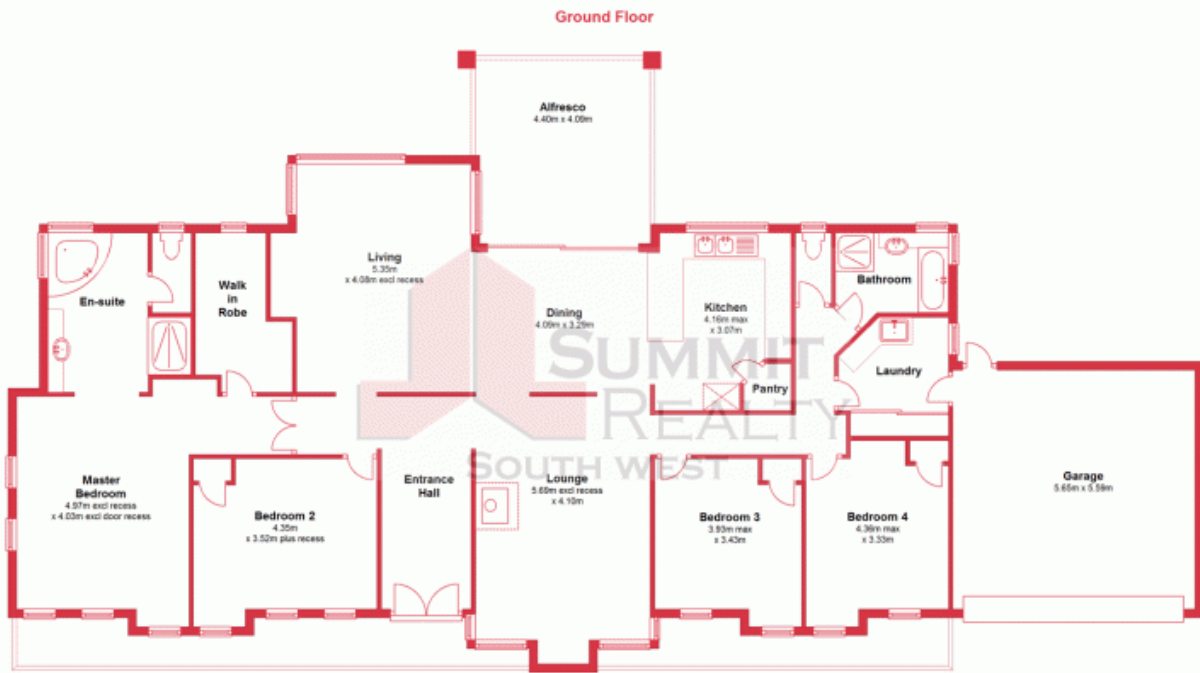 Ground Floor
Alfresco
4.40m x 4.09m
Living
5.35m
x 4.08m excl recess
En-suite
Walk
in
Robe
Dining
4.09m x 3.29m
Kitchen
4.16m max
x 3.07m
Bathroom
Laundry
Pantry
SUMMIT
REALTY
SOUTH WEST
Master
Bedroom
4.97m excl recess
x 4.03m excl door recess
Bedroom 2
4.35m
x 3.52m plus recess
Entrance
Hall
Lounge
5.69m excl recess
x 4.10m
Bedroom 3
3.93m max
x 3.43m
Bedroom 4
4.36m max
x 3.33m
Garage
5.65m x 5.59m